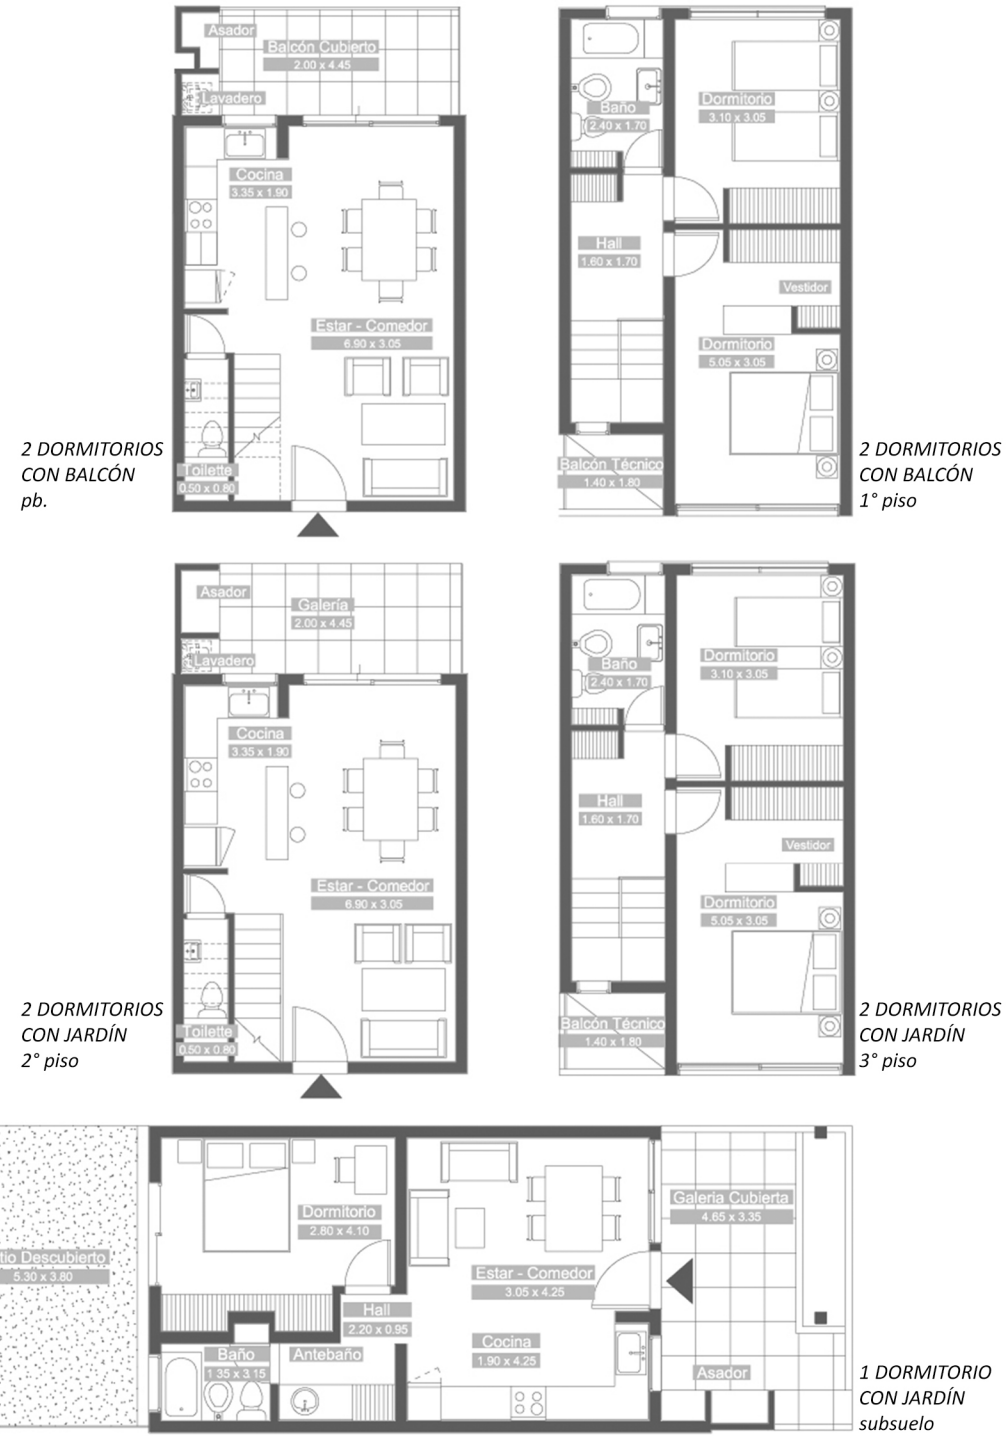 Asador
Balcón Cubierto
2.00 x 4.45
Lavadero
Cocina
3.35 x 1.90
Estar - Comedor
6.90 x 3.05
Toilette
0.50 x 0.80
2 DORMITORIOS
CON BALCÓN
pb.
Baño
2.40 x 1.70
Dormitorio
3.10 x 3.05
Hall
1.60 x 1.70
Vestidor
Dormitorio
5.05 x 3.05
Balcón Técnico
1.40 x 1.80
2 DORMITORIOS
CON BALCÓN
1° piso
Asador
Galería
2.00 x 4.45
Lavadero
Cocina
3.35 x 1.90
Estar - Comedor
6.90 x 3.05
Toilette
0.50 x 0.80
2 DORMITORIOS
CON JARDÍN
2° piso
Baño
2.40 x 1.70
Dormitorio
3.10 x 3.05
Hall
1.60 x 1.70
Vestidor
Dormitorio
5.05 x 3.05
Balcón Técnico
1.40 x 1.80
2 DORMITORIOS
CON JARDÍN
3° piso
tio Descubierto
5.30 x 3.80
Dormitorio
2.80 x 4.10
Hall
2.20 x 0.95
Baño
1.35 x 3.15
Antebaño
Estar - Comedor
3.05 x 4.25
Cocina
1.90 x 4.25
Galeria Cubierta
4.65 x 3.35
Asador
1 DORMITORIO
CON JARDÍN
subsuelo